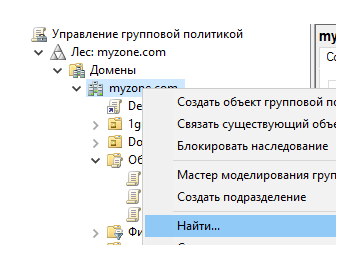 Управление групповой политикой
Лес: myzone.com
Домены
myzone.com
De
1g
Do
Об
Фи
my
Со
Создать объект групповой по
Связать существующий объе
Блокировать наследование
Мастер моделирования груп
Создать подразделение
Найти...